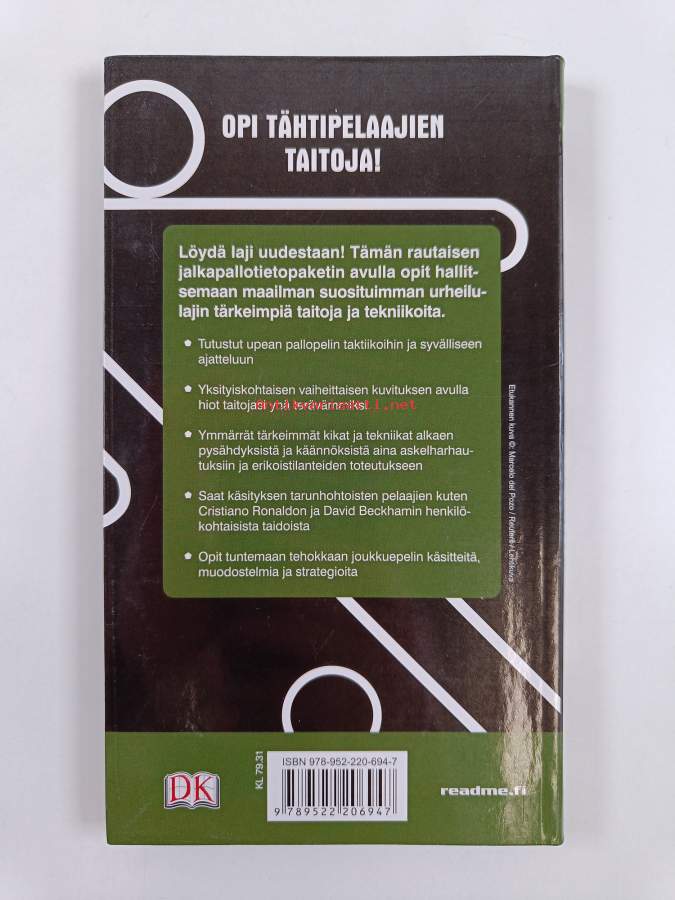 OPI TÄHTIPELAAJIEN
TAITOJA!
Löydä laji uudestaan! Tämän rautaisen
jalkapallotietopaketin avulla opit hallit-
semaan maailman suosituimman urheilu-
lajin tärkeimpiä taitoja ja tekniikoita.
Tutustut upean pallopelin taktiikoihin ja syvälliseen
ajatteluun
Yksityiskohtaisen vaiheittaisen kuvituksen avulla
hiot taitojasi yhä terävämmiksi
Ymmärrät tärkeimmät kikat ja tekniikat alkaen
pysähdyksistä ja käännöksistä aina askelharhau-
tuksiin ja erikoistilanteiden toteutukseen
Saat käsityksen tarunhohtoisten pelaajien kuten
Cristiano Ronaldon ja David Beckhamin henkilö-
kohtaisista taidoista
Opit tuntemaan tehokkaan joukkuepelin käsitteitä,
muodostelmia ja strategioita
Etukannen kuva ©: Marcelo del Pozo / Reuters / Lehtikuva
DK
KL 79.31
ISBN 978-952-220-694-7
9 789522 206947
readme.fi